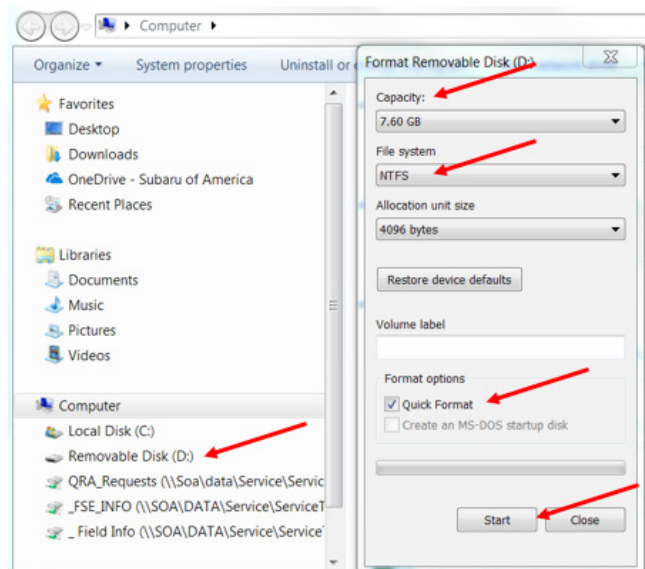 Computer
Organize
System properties
Uninstall or
Favorites
Desktop
Downloads
OneDrive - Subaru of America
Recent Places
Libraries
Documents
Music
Pictures
Videos
Computer
Local Disk (C:)
Removable Disk (D:)
QRA_Requests (\\Soa\data\Service\Servic
_FSE_INFO (\\SOA\DATA\Service\ServiceT
_ Field Info (\\SOA\DATA\Service\Service
Format Removable Disk (D:)
Capacity:
7.60 GB
File system
NTFS
Allocation unit size
4096 bytes
Restore device defaults
Volume label
Format options
Quick Format
Create an MS-DOS startup disk
Start
Close